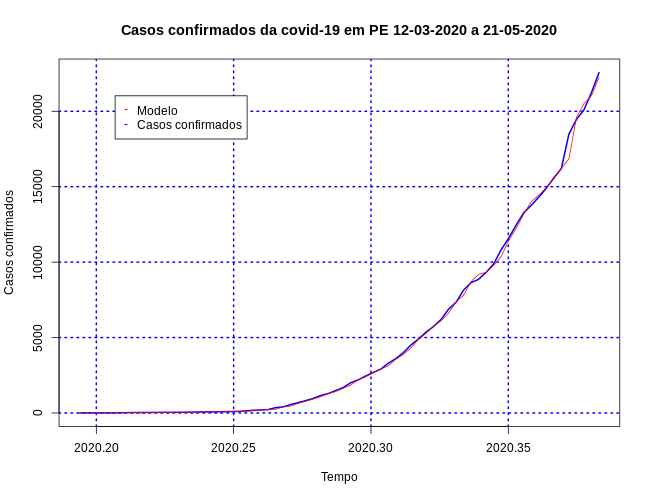 Casos confirmados da covid-19 em PE 12-03-2020 a 21-05-2020
Modelo
Casos confirmados
Casos confirmados
20000
15000
10000
5000
0
2020.20 2020.25 2020.30 2020.35
Tempo